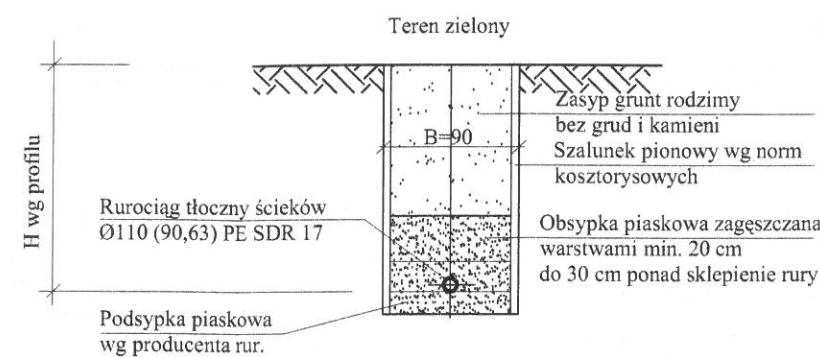 Teren zielony
Zasyp grunt rodzimy
bez grud i kamieni
B=90
Szalunek pionowy wg norm
kosztorysowych
H wg profilu
Rurociąg tłoczny ścieków
Ø110 (90,63) PE SDR 17
Obsypka piaskowa zagęszczana
warstwami min. 20 cm
do 30 cm ponad sklepienie rury
Podsypka piaskowa
wg producenta rur.